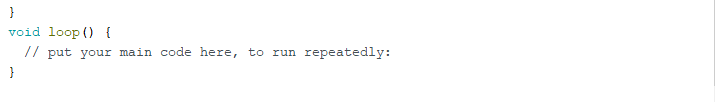 }
void loop() {
  // put your main code here, to run repeatedly:
}